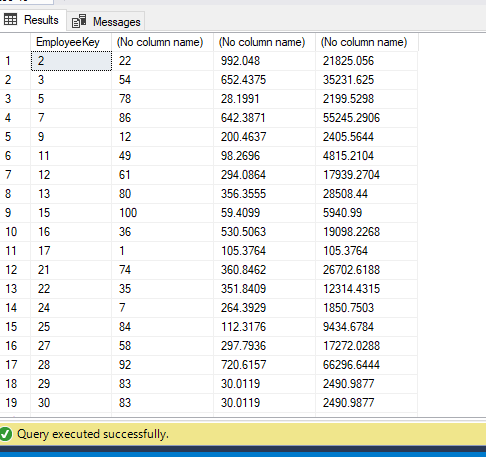 Results Messages
EmployeeKey (No column name) (No column name) (No column name)
1 2 22 992.048 21825.056
2 3 54 652.4375 35231.625
3 5 78 28.1991 2199.5298
4 7 86 642.3871 55245.2906
5 9 12 200.4637 2405.5644
6 11 49 98.2696 4815.2104
7 12 61 294.0864 17939.2704
8 13 80 356.3555 28508.44
9 15 100 59.4099 5940.99
10 16 36 530.5063 19098.2268
11 17 1 105.3764 105.3764
12 21 74 360.8462 26702.6188
13 22 35 351.8409 12314.4315
14 24 7 264.3929 1850.7503
15 25 84 112.3176 9434.6784
16 27 58 297.7936 17272.0288
17 28 92 720.6157 66296.6444
18 29 83 30.0119 2490.9877
19 30 83 30.0119 2490.9877
Query executed successfully.